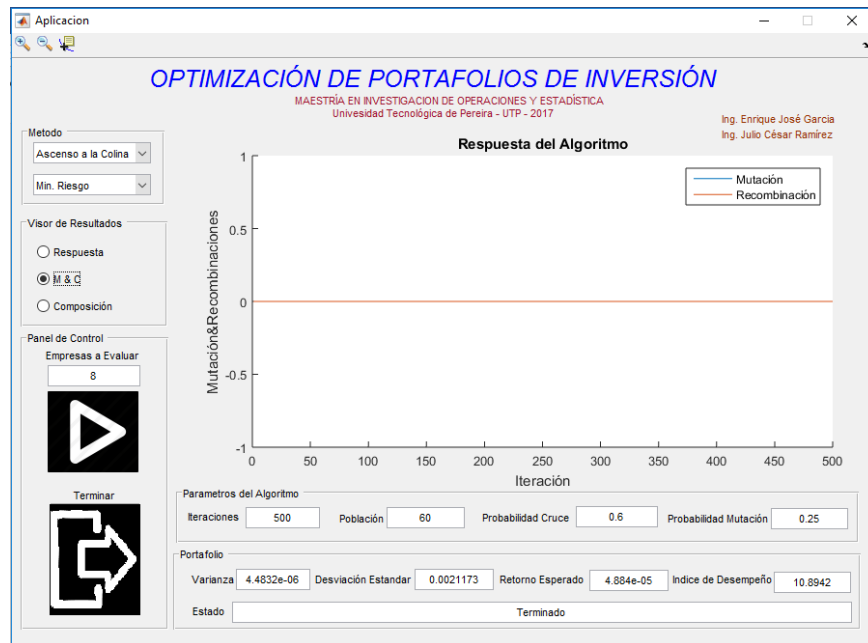 Aplicacion
OPTIMIZACIÓN DE PORTAFOLIOS DE INVERSIÓN
MAESTRÍA EN INVESTIGACION DE OPERACIONES Y ESTADÍSTICA
Univesidad Tecnológica de Pereira - UTP - 2017
Ing. Enrique José Garcia
Ing. Julio César Ramírez
Metodo
Ascenso a la Colina
Min. Riesgo
Visor de Resultados
Respuesta
M & C
Composición
Panel de Control
Empresas a Evaluar
8
Terminar
Respuesta del Algoritmo
Mutación
Recombinación
Mutación&Recombinaciones
1
0.5
0
-0.5
-1
0 50 100 150 200 250 300 350 400 450 500
Iteración
Parametros del Algoritmo
Iteraciones 500 Población 60 Probabilidad Cruce 0.6 Probabilidad Mutación 0.25
Portafolio
Varianza 4.4832e-06 Desviación Estandar 0.0021173 Retorno Esperado 4.884e-05 Indice de Desempeño 10.8942
Estado Terminado